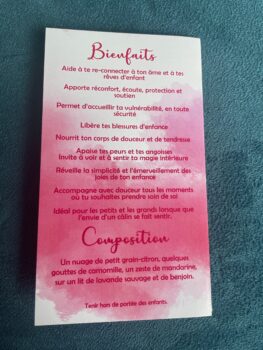 Bienfaits
Aide à te re-connecter à ton âme et à tes
rêves d'enfant
Apporte réconfort, écoute, protection et
soutien
Permet d'accueillir ta vulnérabilité, en toute
sécurité
Libère tes blessures d'enfance
Nourrit ton corps de douceur et de tendresse
Apaise tes peurs et tes angoisses
Invite à voir et à sentir ta magie intérieure
Réveille la simplicité et l'émerveillement des
joies de ton enfance
Accompagne avec douceur tous les moments
où tu souhaites prendre soin de soi
Idéal pour les petits et les grands lorsque que
l'envie d'un câlin se fait sentir.
Composition
Un nuage de petit grain-citron, quelques
gouttes de camomille, un zeste de mandarine,
sur un lit de lavande sauvage et de benjoin.
Tenir hors de portée des enfants.